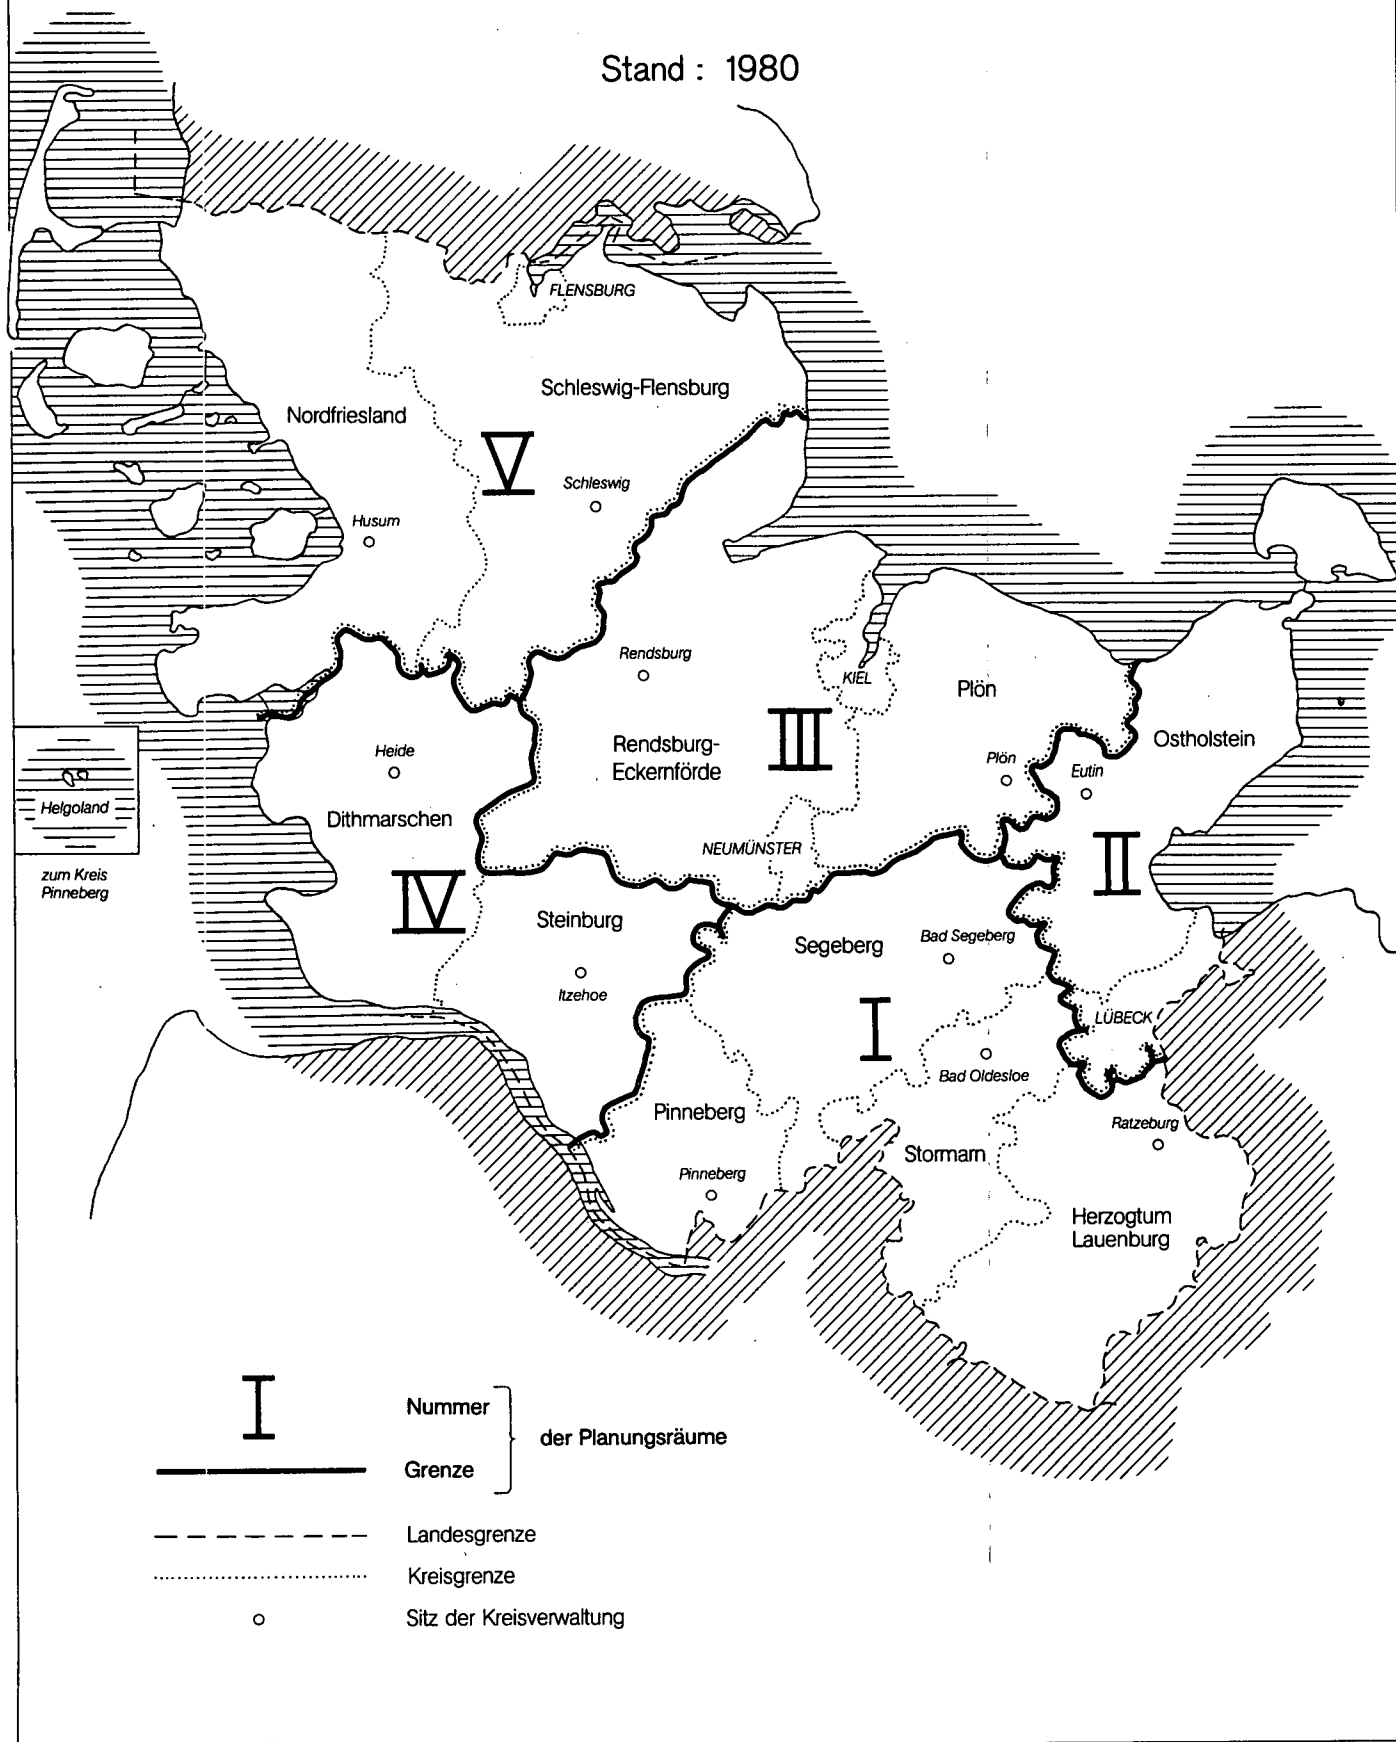 Stand : 1980
FLENSBURG
Schleswig-Flensburg
Nordfriesland
V
Schleswig
Husum
Rendsburg
KIEL
Plön
III
Rendsburg-
Eckernförde
Ostholstein
Heide
Plön
Eutin
Helgoland
Dithmarschen
NEUMÜNSTER
II
zum Kreis
Pinneberg
IV
Steinburg
Segeberg
Bad Segeberg
Itzehoe
I
LÜBECK
Bad Oldesloe
Pinneberg
Ratzeburg
Stormarn
Pinneberg
Herzogtum
Lauenburg
I
Nummer
der Planungsräume
Grenze
Landesgrenze
Kreisgrenze
Sitz der Kreisverwaltung